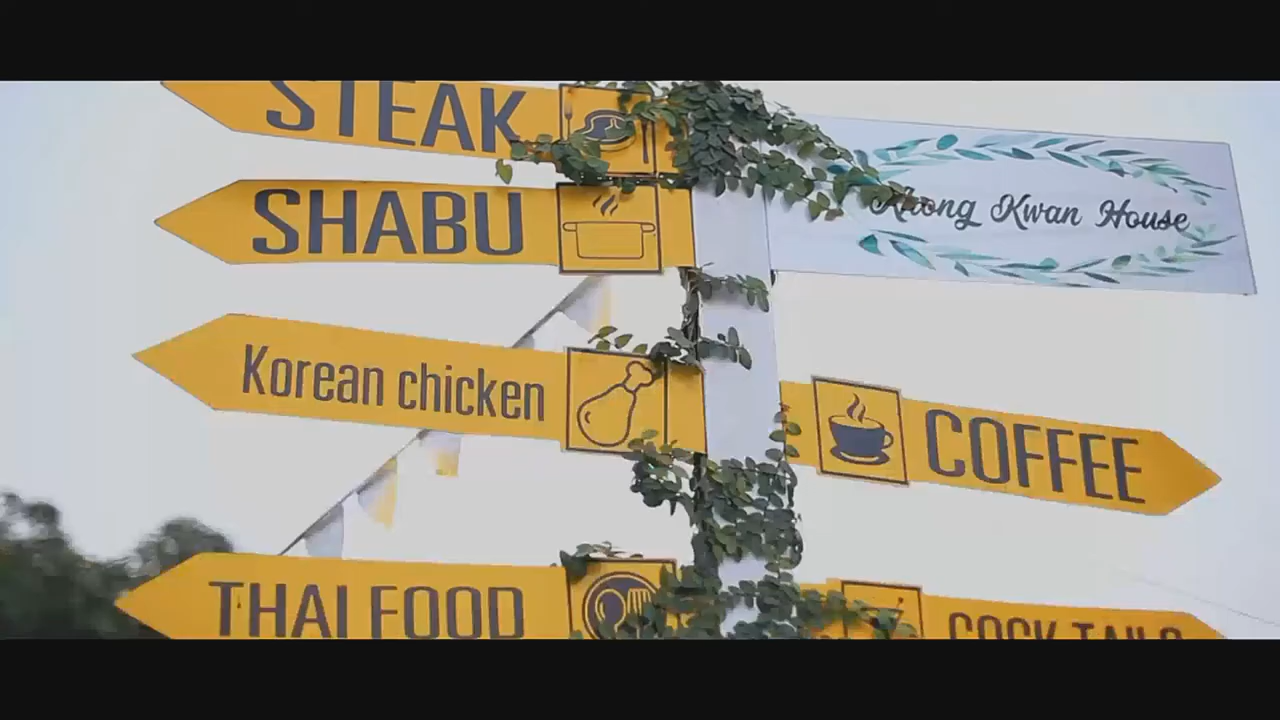 STEAK
SHABU
Khong Kwan House
Korean chicken
COFFEE
THAI FOOD
COCK TAILS